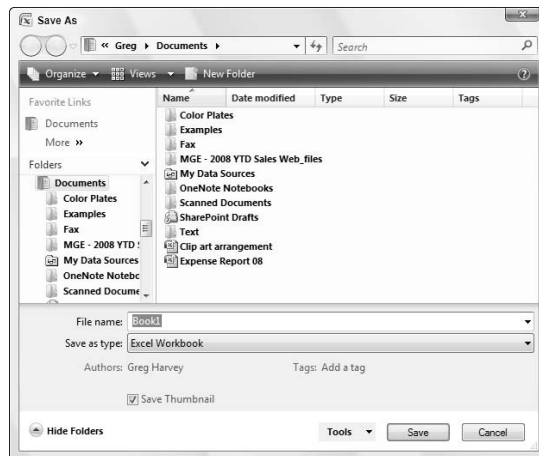 Save As
« Greg Documents Search
Organize Views New Folder
Favorite Links
Documents
More »
Folders
Documents
Color Plates
Examples
Fax
MGE - 2008 YTD
My Data Sources
OneNote Notebo
Scanned Docume
Name Date modified Type Size Tags
Color Plates
Examples
Fax
MGE - 2008 YTD Sales Web_files
My Data Sources
OneNote Notebooks
Scanned Documents
SharePoint Drafts
Text
Clip art arrangement
Expense Report 08
File name: Book1
Save as type: Excel Workbook
Authors: Greg Harvey Tags: Add a tag
Save Thumbnail
Hide Folders Tools Save Cancel